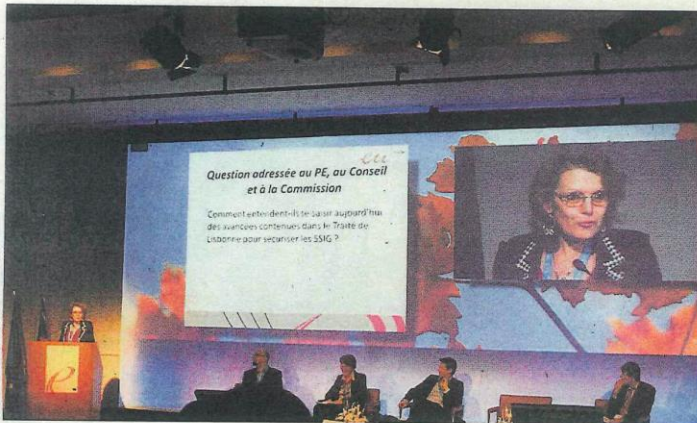 eu
Question adressée au PE, au Conseil
et à la Commission
Comment entendent-ils se saisir aujourd'hui
des avancées contenues dans le Traité de
Lisbonne pour sécuriser les SSIG ?
e